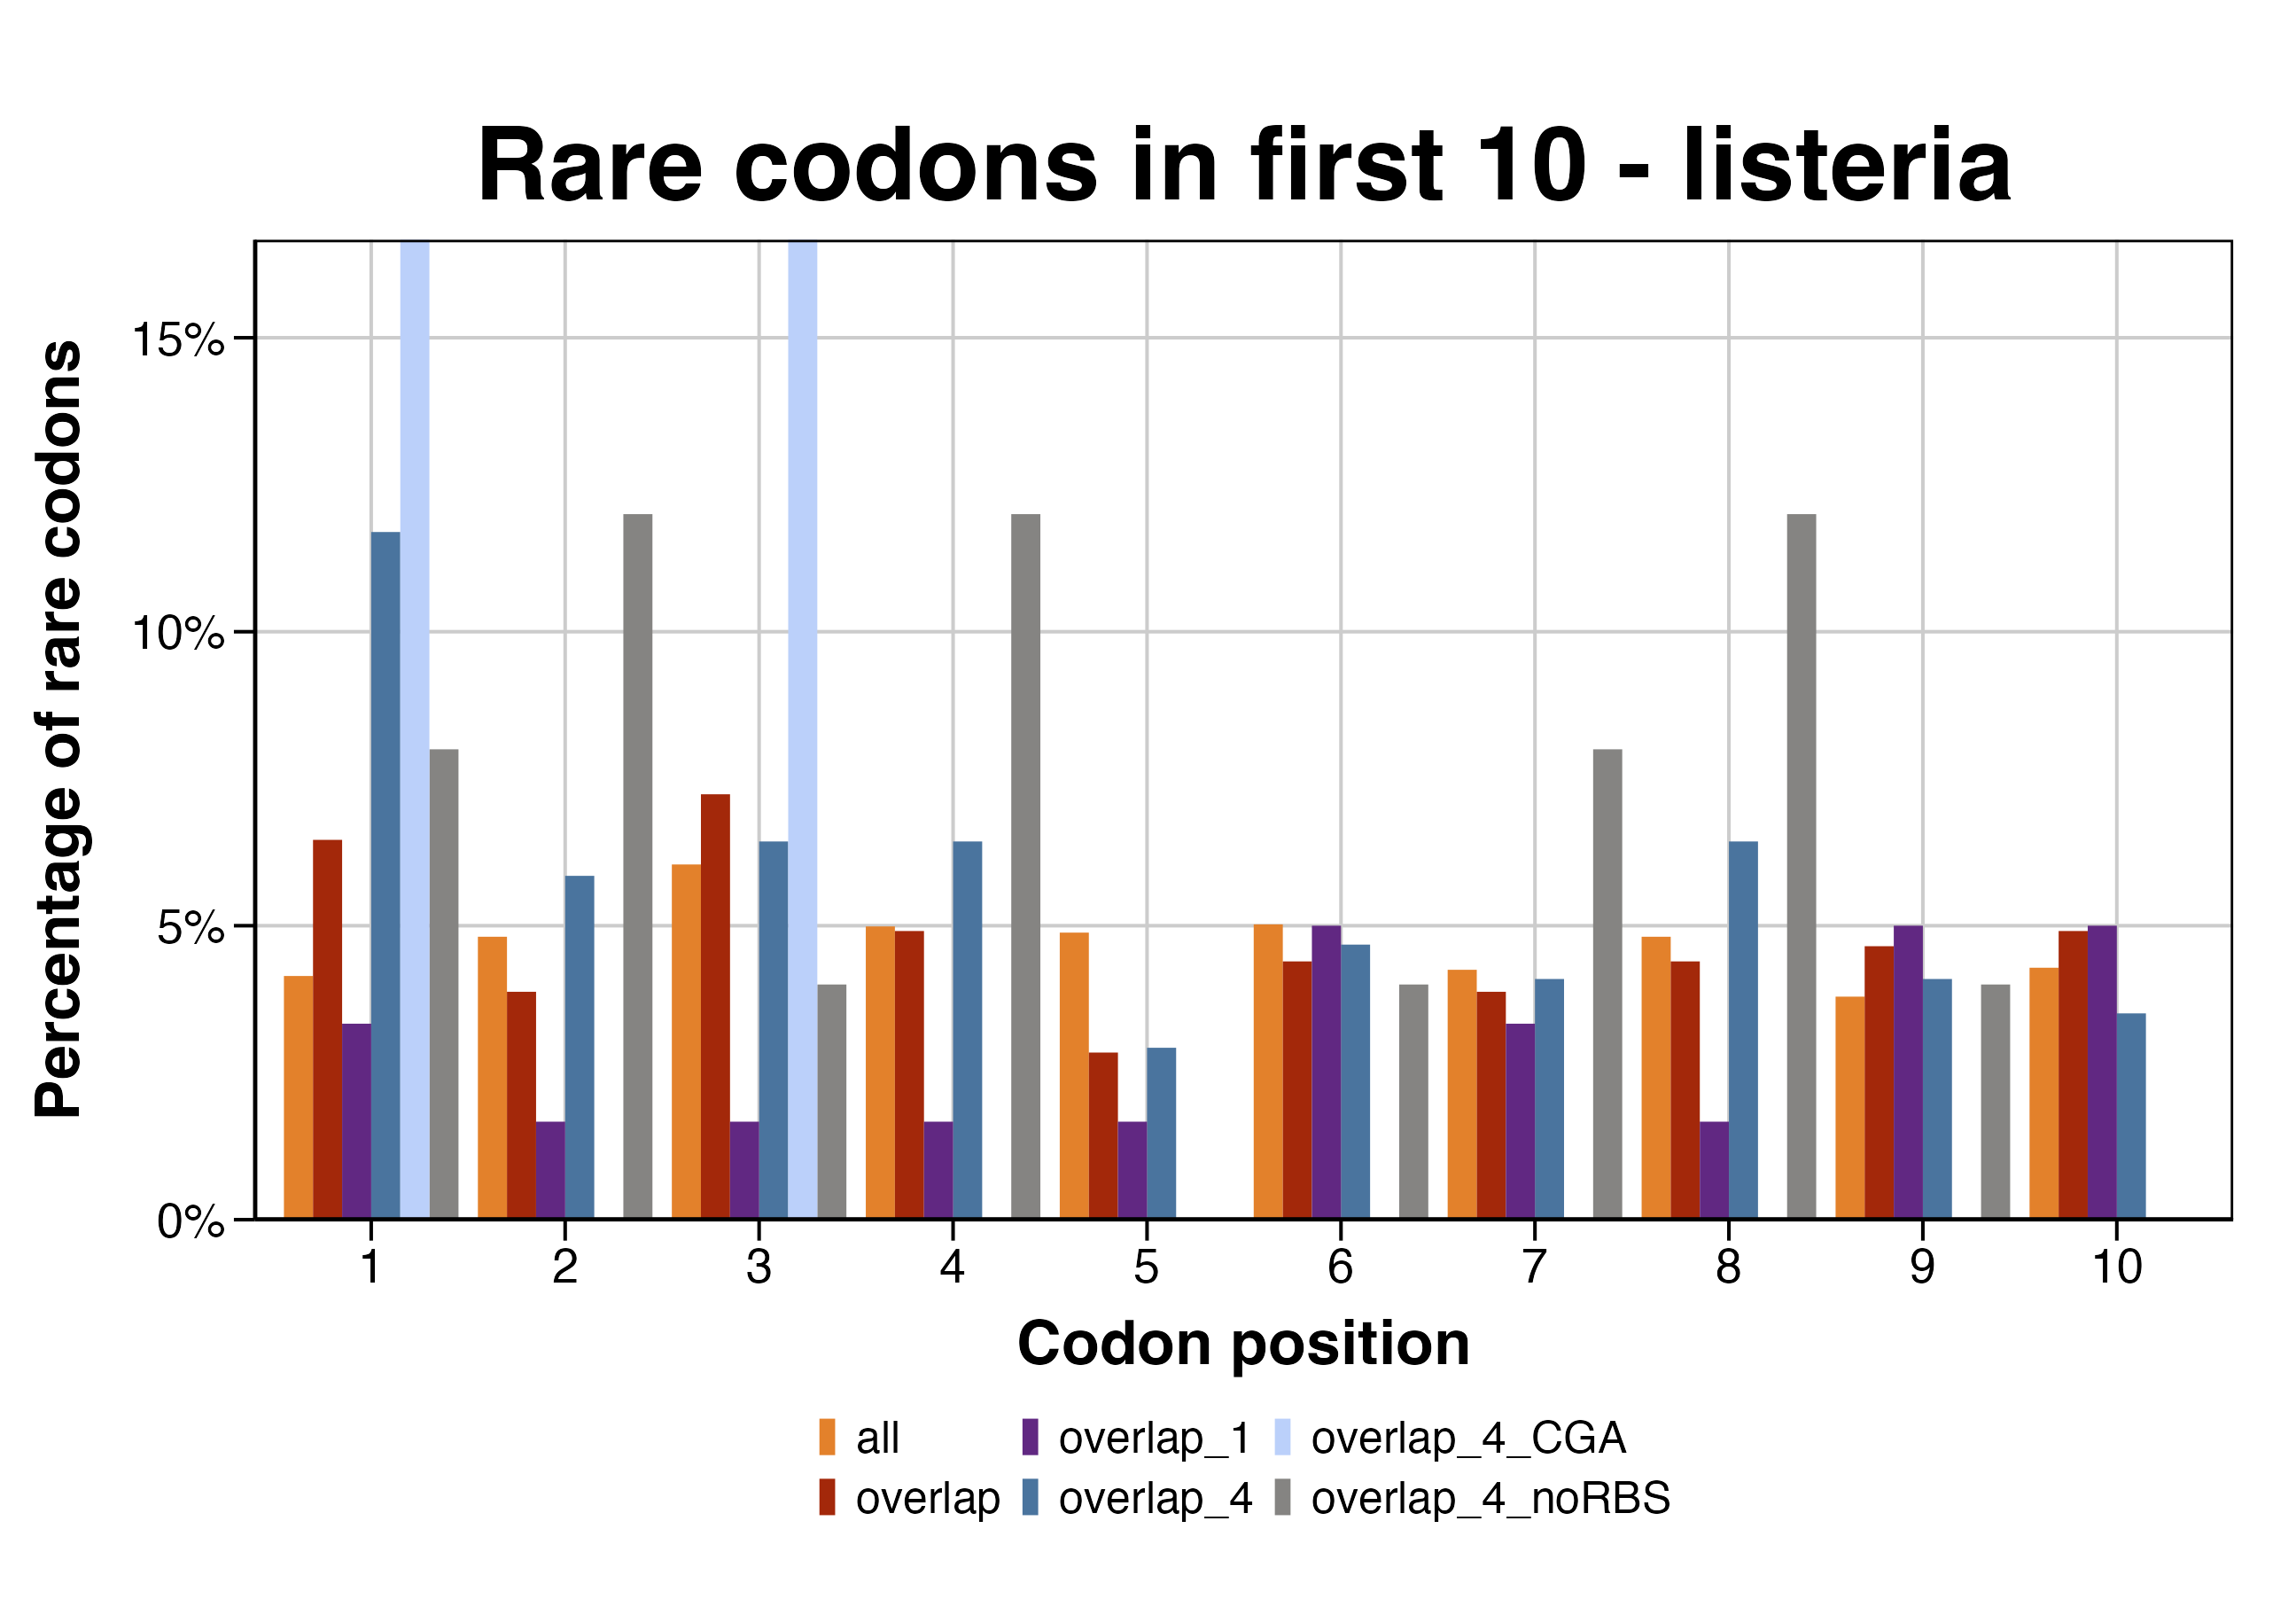 Rare codons in first 10 - listeria
Percentage of rare codons
15%
10%
5%
0%
1 2 3 4 5 6 7 8 9 10
Codon position
all overlap_1 overlap_4_CGA
overlap overlap_4 overlap_4_noRBS